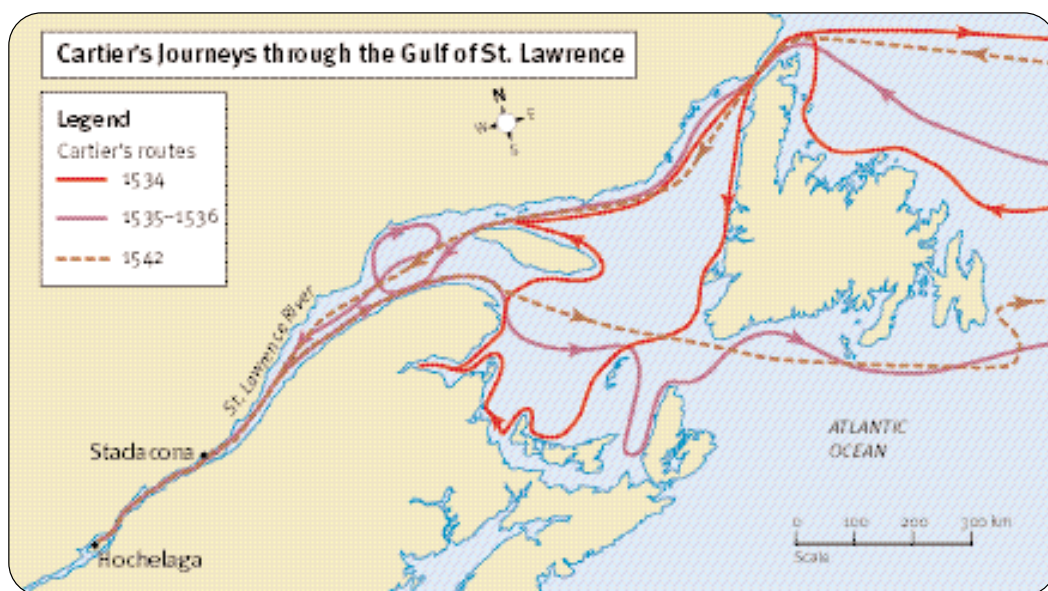 Cartier's Journeys through the Gulf of St. Lawrence
Legend
Cartier's routes
1534
1535–1536
1542
N
W E
S
St. Lawrence River
Stadacona
Hochelaga
ATLANTIC
OCEAN
0 100 200 300 km
Scale